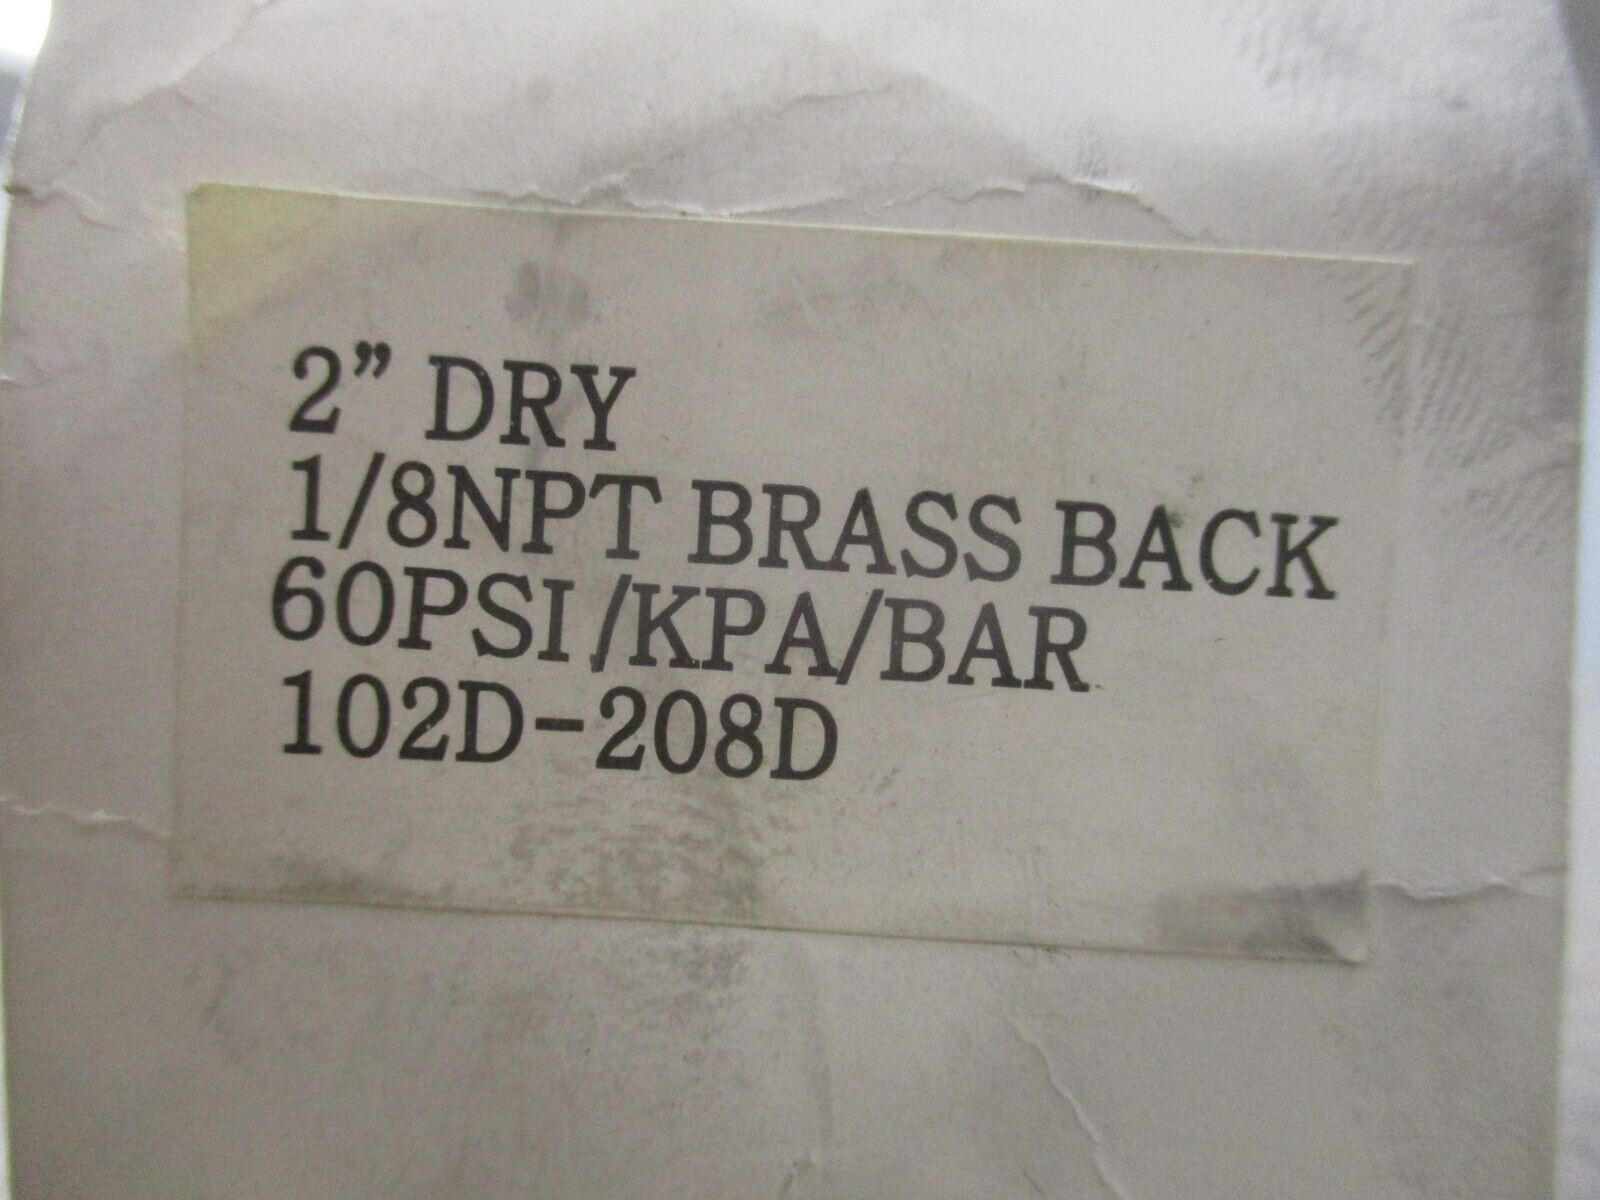 2” DRY
1/8NPT BRASS BACK
60PSI/KPA/BAR
102D-208D